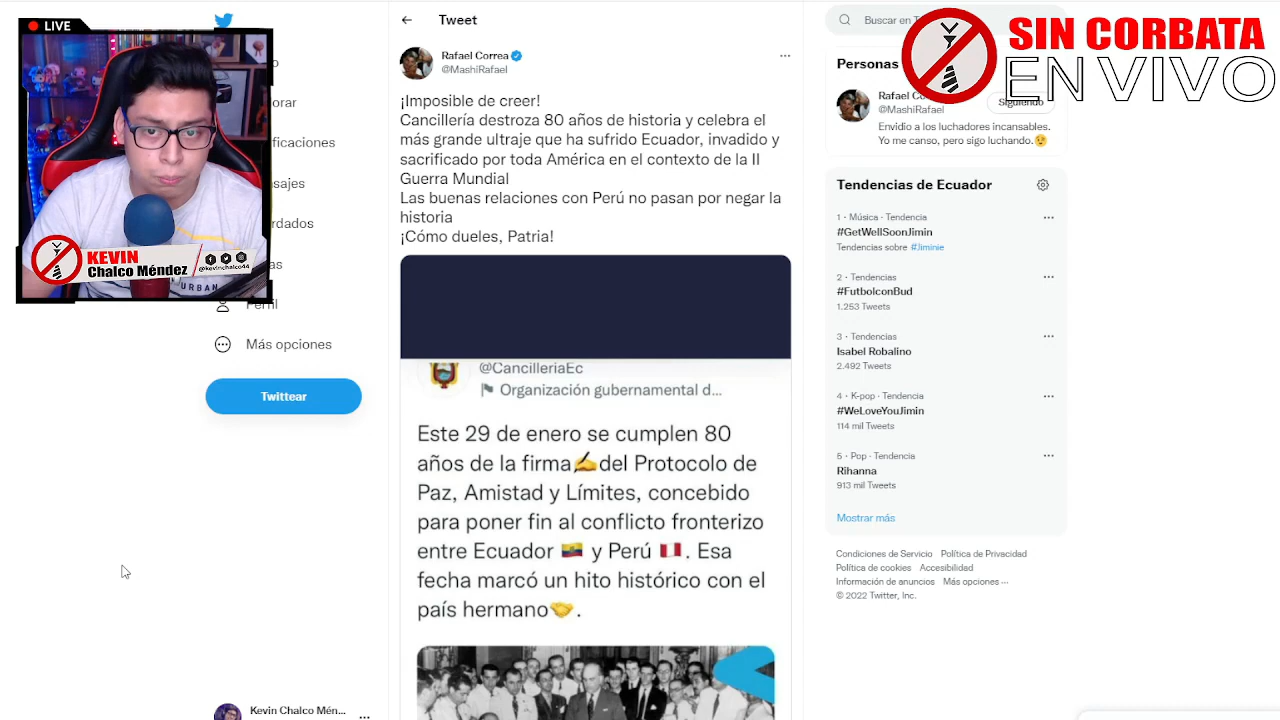 LIVE
SIN CORBATA
EN VIVO
KEVIN
Chalco Méndez
@kevinchalco44
URBAN
Perfil
Más opciones
Twittear
Kevin Chalco Mén...
Tweet
Rafael Correa
@MashiRafael
¡Imposible de creer!
Cancillería destroza 80 años de historia y celebra el
más grande ultraje que ha sufrido Ecuador, invadido y
sacrificado por toda América en el contexto de la II
Guerra Mundial
Las buenas relaciones con Perú no pasan por negar la
historia
¡Cómo dueles, Patria!
@CancilleriaEc
Organización gubernamental d...
Este 29 de enero se cumplen 80
años de la firma✍️del Protocolo de
Paz, Amistad y Límites, concebido
para poner fin al conflicto fronterizo
entre Ecuador 🇪🇨 y Perú 🇵🇪. Esa
fecha marcó un hito histórico con el
país hermano🤝.
Buscar en
Personas
Rafael
@MashiRafael
Siguiendo
Envidio a los luchadores incansables.
Yo me canso, pero sigo luchando.😉
Tendencias de Ecuador
1 · Música · Tendencia
#GetWellSoonJimin
Tendencias sobre #Jiminie
2 · Tendencias
#FutbolconBud
1.253 Tweets
3 · Tendencias
Isabel Robalino
2.492 Tweets
4 · K-pop · Tendencia
#WeLoveYouJimin
114 mil Tweets
5 · Pop · Tendencia
Rihanna
913 mil Tweets
Mostrar más
Condiciones de Servicio Política de Privacidad
Política de cookies Accesibilidad
Información de anuncios Más opciones ···
© 2022 Twitter, Inc.